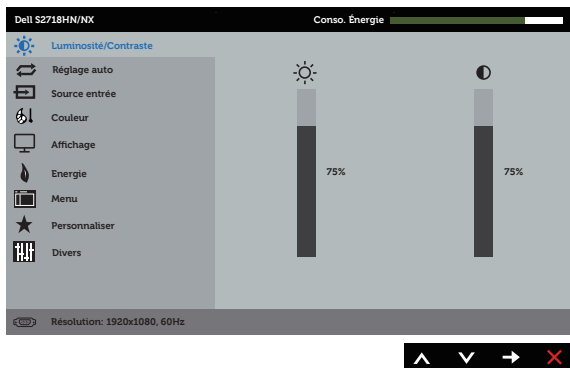 Dell S2718HN/NX
Conso. Énergie
Luminosité/Contraste
Réglage auto
Source entrée
Couleur
Affichage
Energie
Menu
Personnaliser
Divers
75%
75%
Résolution: 1920x1080, 60Hz